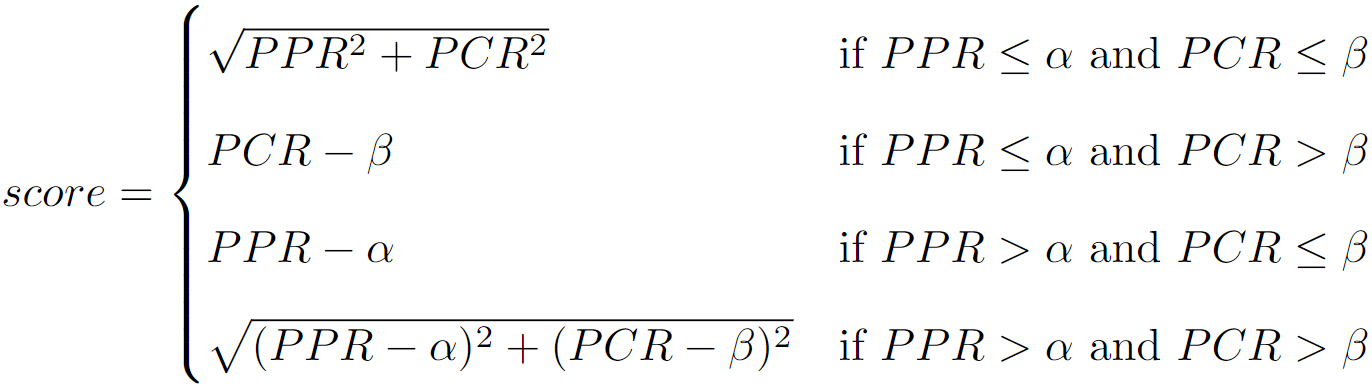 √(PPR² + PCR²) if PPR ≤ α and PCR ≤ β
PCR − β if PPR ≤ α and PCR > β
score =
PPR − α if PPR > α and PCR ≤ β
√((PPR − α)² + (PCR − β)²) if PPR > α and PCR > β